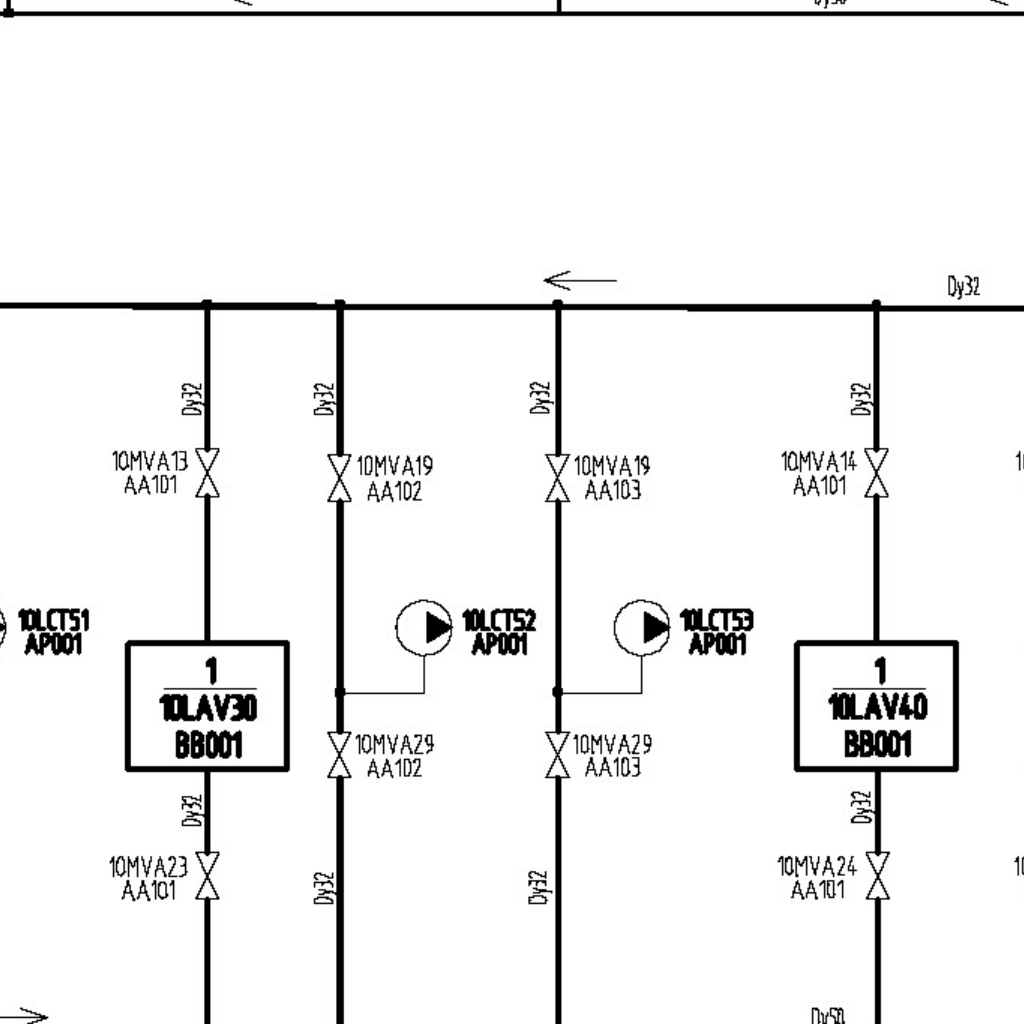 Dy32
Dy32
Dy32
Dy32
Dy32
10MVA13
AA101
10MVA19
AA102
10MVA19
AA103
10MVA14
AA101
10LCT51
AP001
10LCT52
AP001
10LCT53
AP001
1
10LAV30
BB001
1
10LAV40
BB001
10MVA29
AA102
10MVA29
AA103
Dy32
Dy32
10MVA23
AA101
Dy32
Dy32
10MVA24
AA101
Dy50